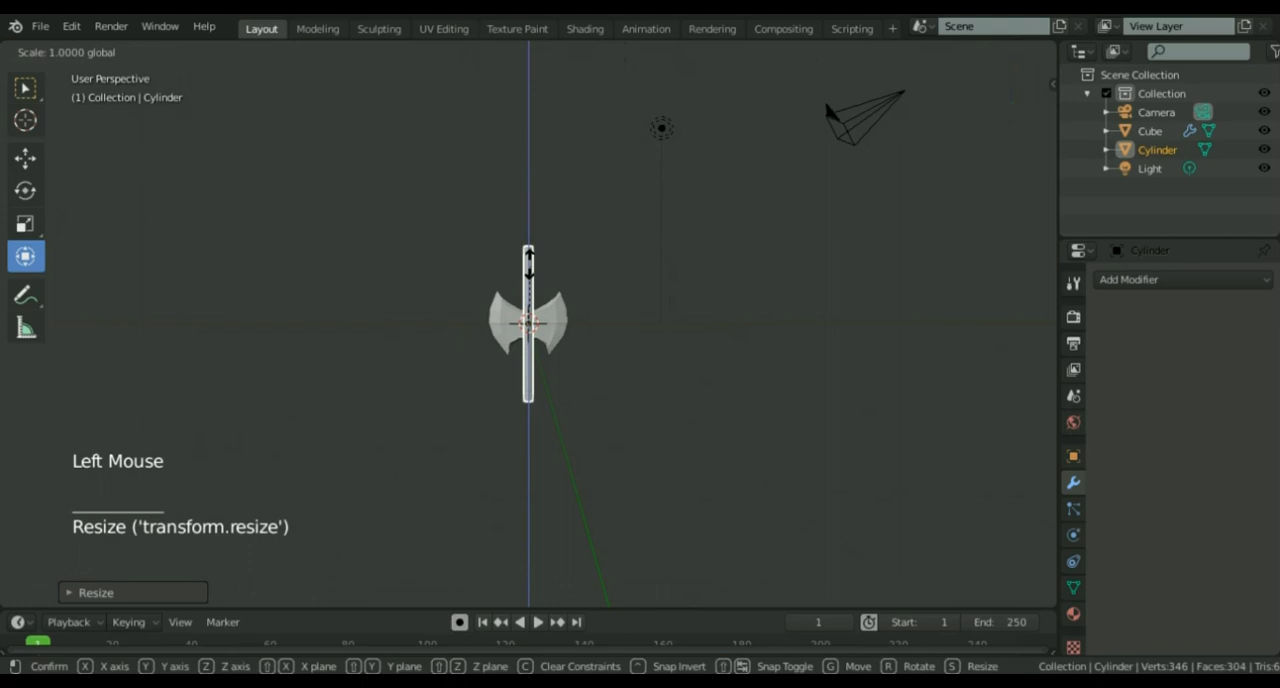 File Edit Render Window Help Layout Modeling Sculpting UV Editing Texture Paint Shading Animation Rendering Compositing Scripting + Scene View Layer
Scale: 1.0000 global
User Perspective
(1) Collection | Cylinder
Scene Collection
Collection
Camera
Cube
Cylinder
Light
Cylinder
Add Modifier
Left Mouse
Resize ('transform.resize')
Resize
Playback Keying View Marker 1 Start: 1 End: 250
1
Confirm X X axis Y Y axis Z Z axis X X plane Y Y plane Z Z plane C Clear Constraints ^ Snap Invert Snap Toggle G Move R Rotate S Resize Collection | Cylinder | Verts:346 | Faces:304 | Tris:6